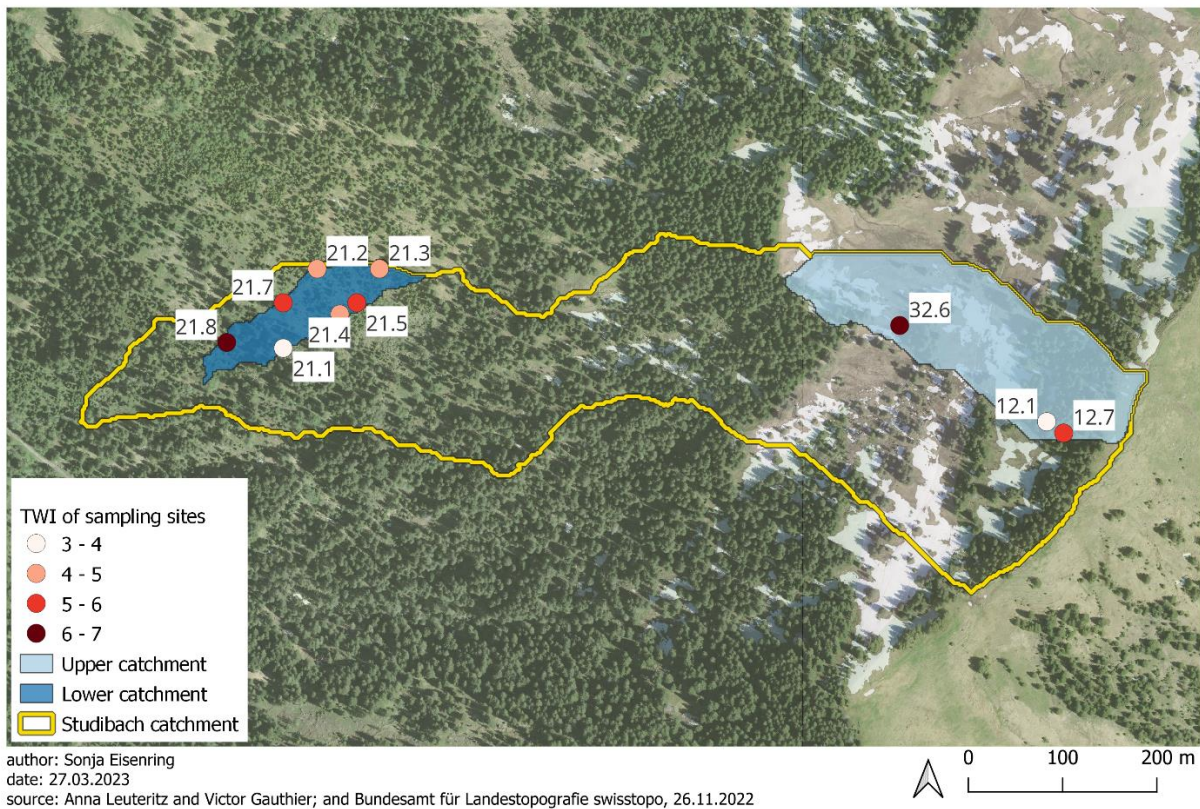 21.2
21.3
21.7
21.8
21.4
21.5
21.1
32.6
12.1
12.7
TWI of sampling sites
3 - 4
4 - 5
5 - 6
6 - 7
Upper catchment
Lower catchment
Studibach catchment
author: Sonja Eisenring
date: 27.03.2023
source: Anna Leuteritz and Victor Gauthier; and Bundesamt für Landestopografie swisstopo, 26.11.2022
0 100 200 m